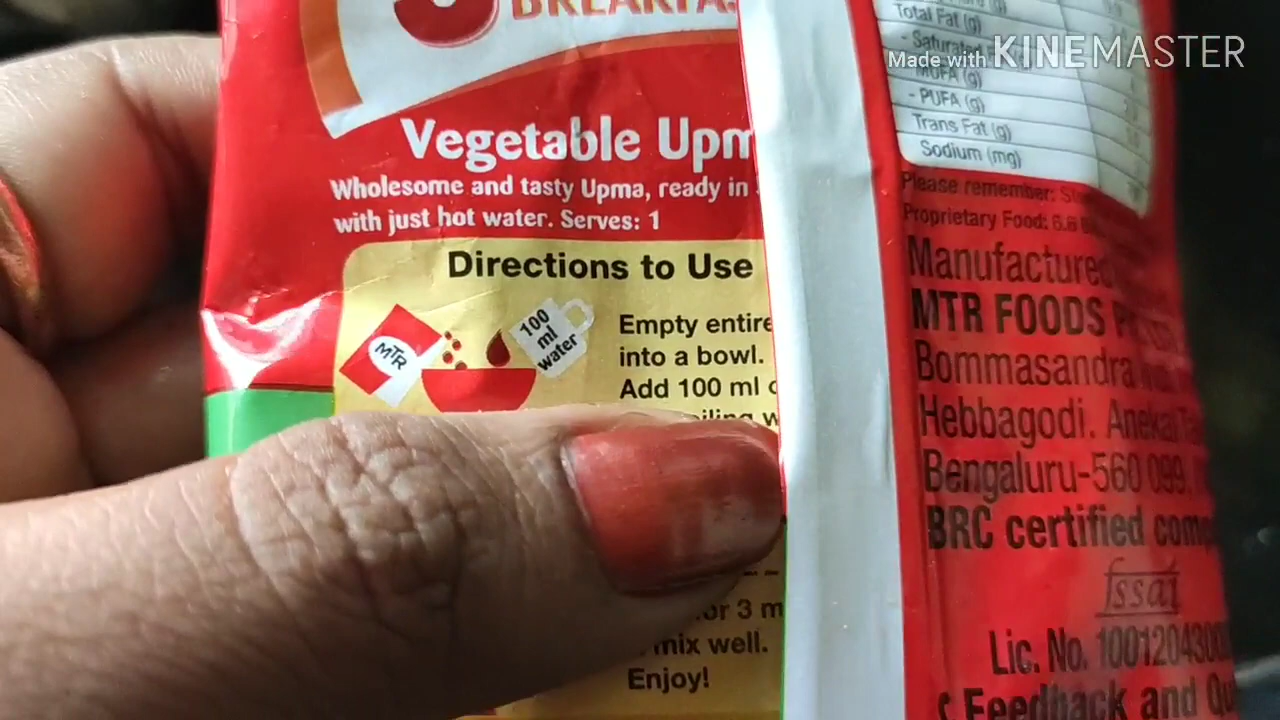 BREAKFA
Vegetable Upm
Wholesome and tasty Upma, ready in
with just hot water. Serves: 1
Directions to Use
MTR
100
ml
water
Empty entire
into a bowl.
Add 100 ml
or 3 m
mix well.
Enjoy!
Total Fat (g)
- Saturated
- MUFA (g)
- PUFA (g)
Trans Fat (g)
Sodium (mg)
Please remember:
Proprietary Food: 6.6
Manufactured
MTR FOODS
Bommasandra
Hebbagodi. Anekal
Bengaluru-560 099.
BRC certified com
fssai
Lic. No. 100120430
Feedback and Qu
Made with KINEMASTER